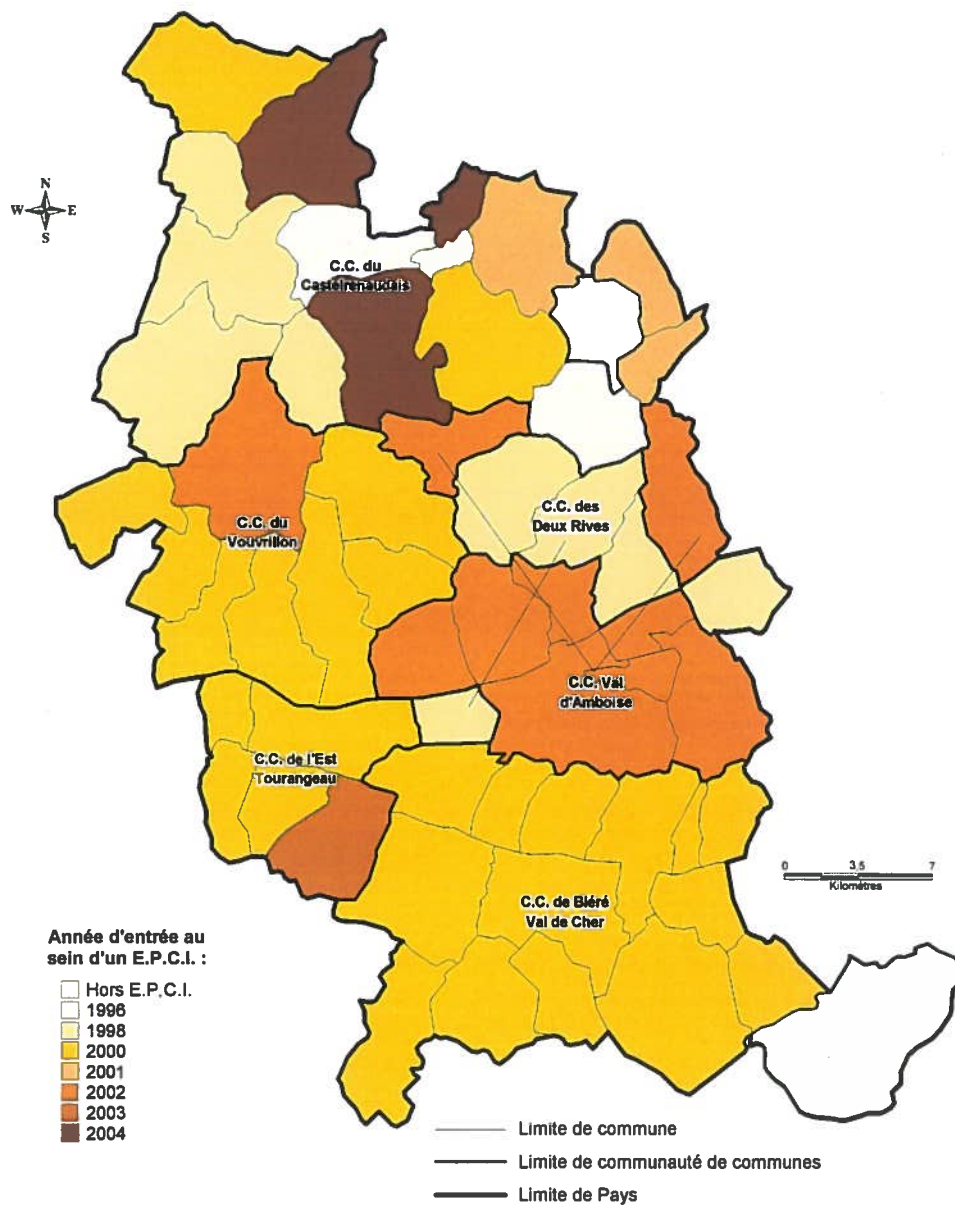 N
W E
S
C.C. du
Castelrenaudais
C.C. des
Deux Rives
C.C. du
Vouvrillon
C.C. Val
d'Amboise
C.C. de l'Est
Tourangeau
0 3,5 7
Kilomètres
C.C. de Bléré
Val de Cher
Année d'entrée au
sein d'un E.P.C.I. :
Hors E.P.C.I.
1996
1998
2000
2001
2002
2003
2004
Limite de commune
Limite de communauté de communes
Limite de Pays